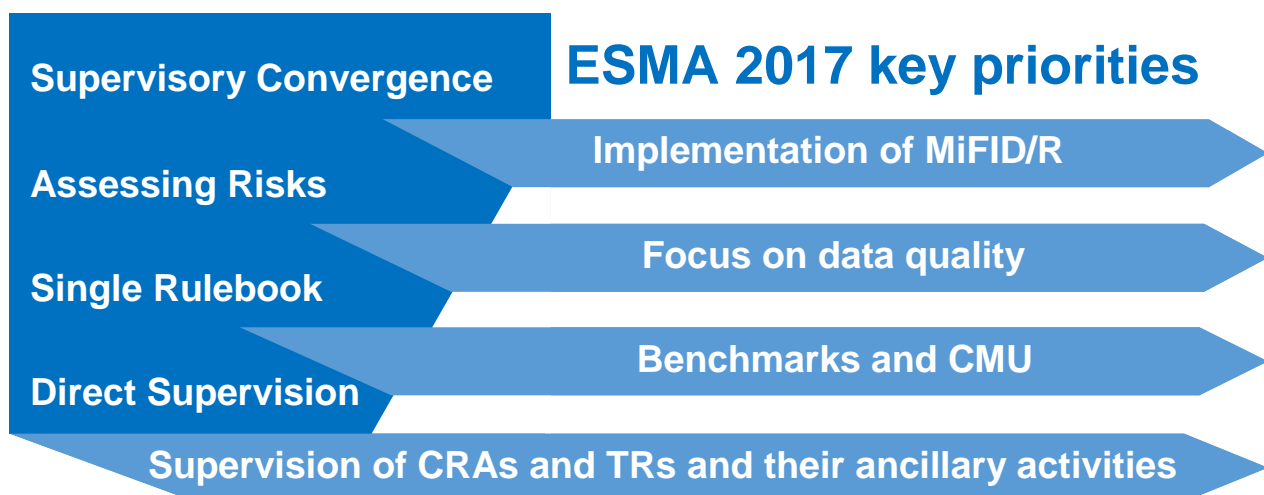 ESMA 2017 key priorities
Supervisory Convergence
Implementation of MiFID/R
Assessing Risks
Focus on data quality
Single Rulebook
Benchmarks and CMU
Direct Supervision
Supervision of CRAs and TRs and their ancillary activities